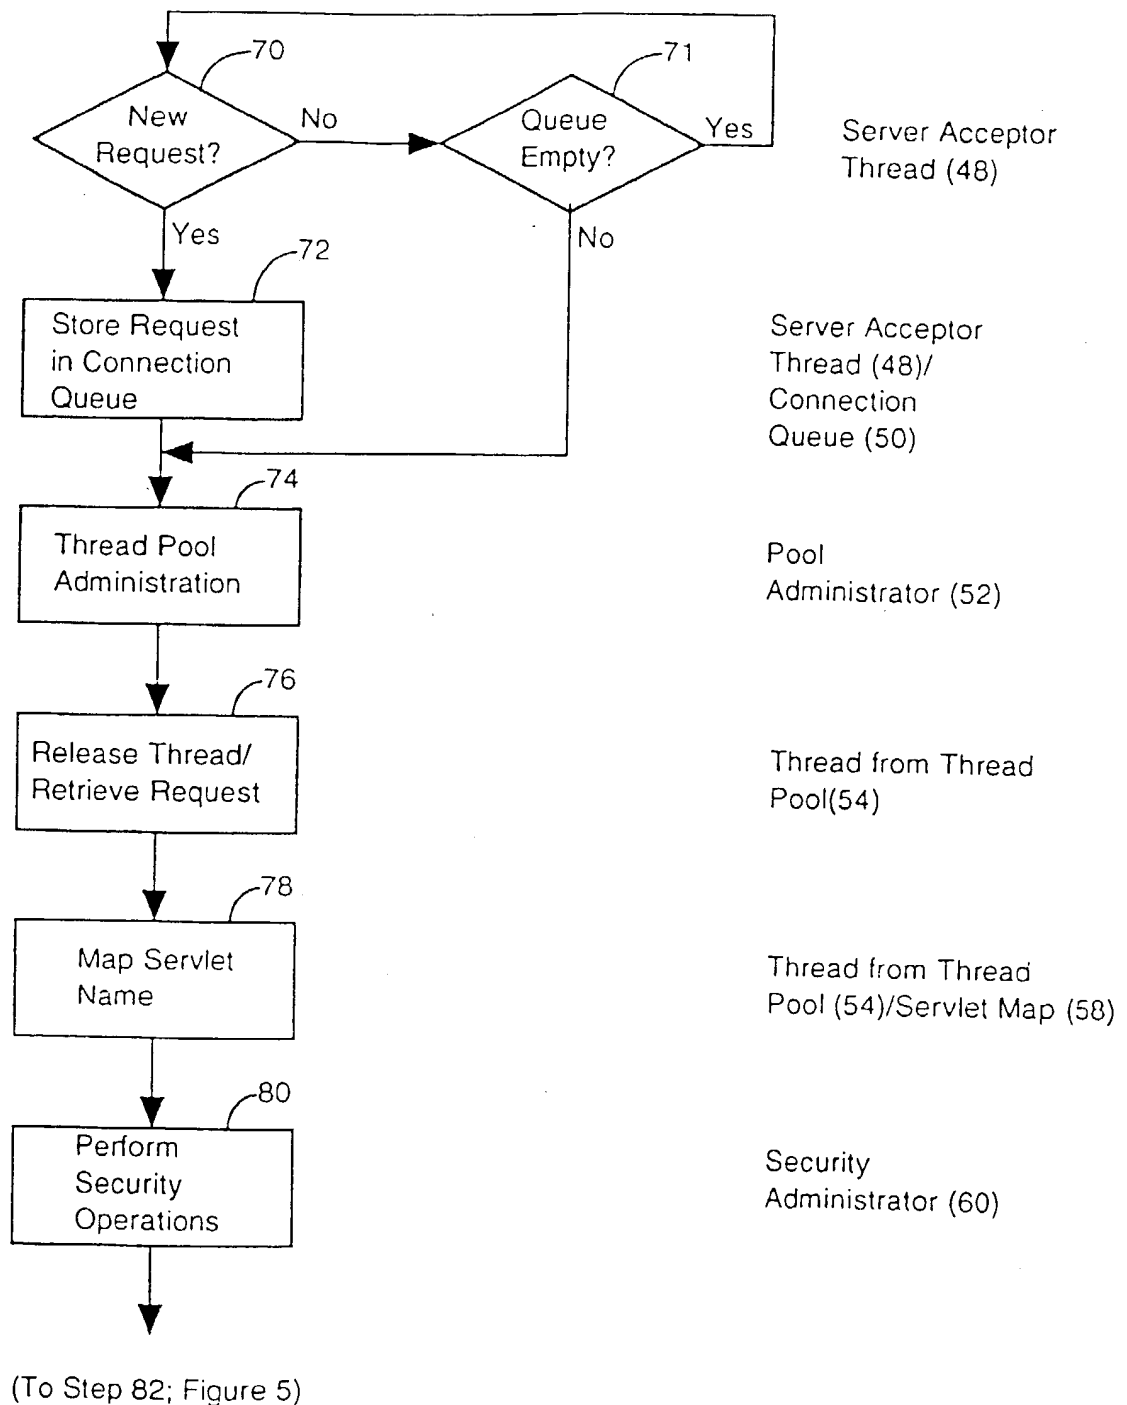 70
71
New
Request?
No
Queue
Empty?
Yes
Server Acceptor
Thread (48)
Yes
No
72
Store Request
in Connection
Queue
Server Acceptor
Thread (48)/
Connection
Queue (50)
74
Thread Pool
Administration
Pool
Administrator (52)
76
Release Thread/
Retrieve Request
Thread from Thread
Pool(54)
78
Map Servlet
Name
Thread from Thread
Pool (54)/Servlet Map (58)
80
Perform
Security
Operations
Security
Administrator (60)
(To Step 82; Figure 5)